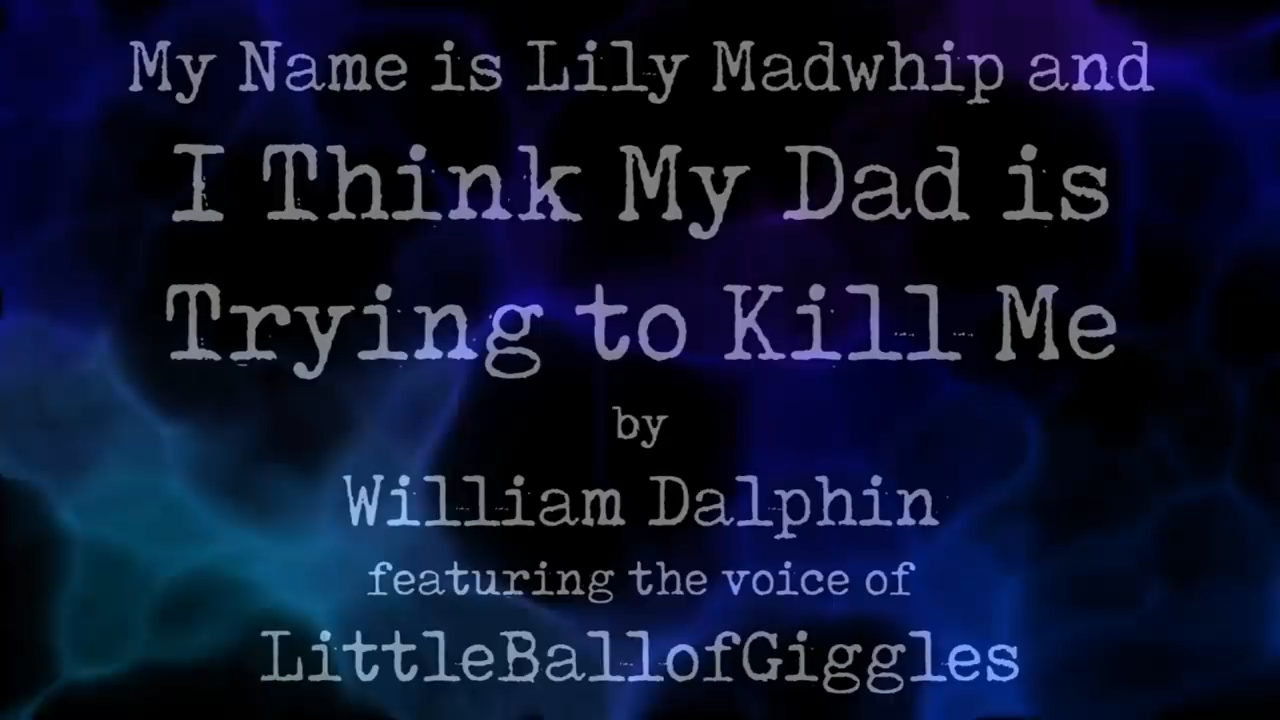 My Name is Lily Madwhip and
I Think My Dad is
Trying to Kill Me
by
William Dalphin
featuring the voice of
LittleBallofGiggles